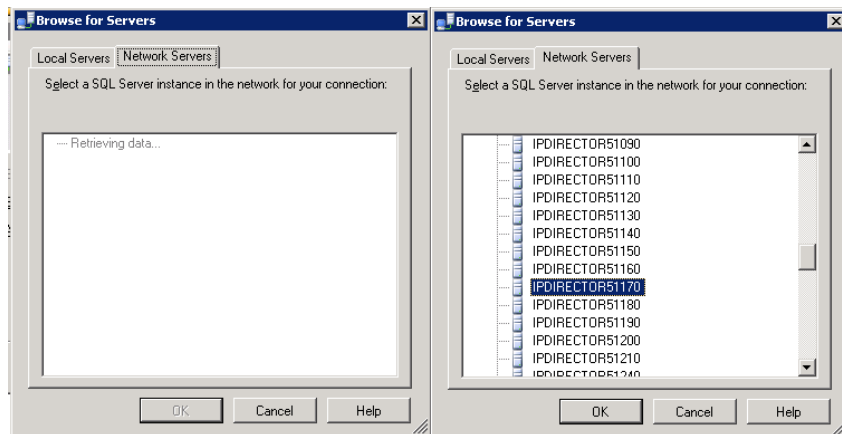 Browse for Servers
Local Servers Network Servers
Select a SQL Server instance in the network for your connection:
Retrieving data...
OK Cancel Help
Browse for Servers
Local Servers Network Servers
Select a SQL Server instance in the network for your connection:
IPDIRECTOR51090
IPDIRECTOR51100
IPDIRECTOR51110
IPDIRECTOR51120
IPDIRECTOR51130
IPDIRECTOR51140
IPDIRECTOR51150
IPDIRECTOR51160
IPDIRECTOR51170
IPDIRECTOR51180
IPDIRECTOR51190
IPDIRECTOR51200
IPDIRECTOR51210
IPDIRECTOR51240
OK Cancel Help